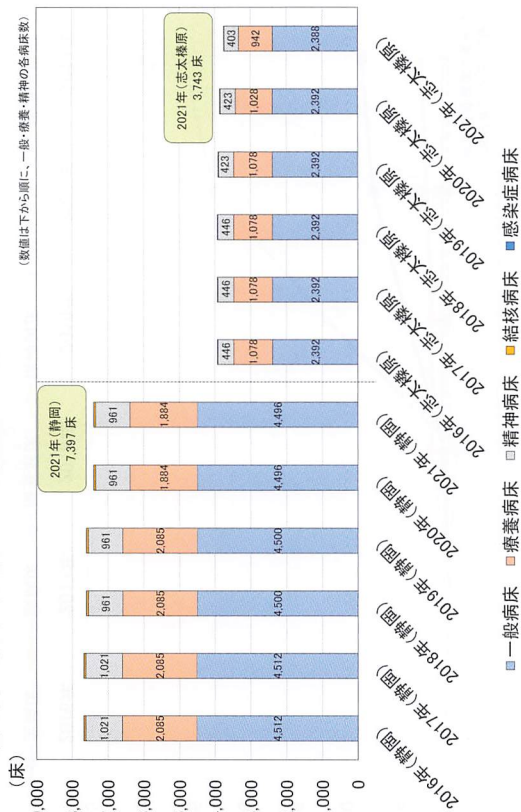 (床)
(数値は下から順に、一般・療養・精神の各病床数)
2021年(静岡)
7,397 床
2021年(志太榛原)
3,743 床
,000
,000
,000
,000
,000
,000
,000
,000
,000
0
1,021
2,085
4,512
1,021
2,085
4,512
961
2,085
4,500
961
2,085
4,500
961
1,884
4,496
961
1,884
4,496
446
1,078
2,392
446
1,078
2,392
446
1,078
2,392
423
1,078
2,392
423
1,028
2,392
403
942
2,388
2016年(静岡)
2017年(静岡)
2018年(静岡)
2019年(静岡)
2020年(静岡)
2021年(静岡)
2016年(志太榛原)
2017年(志太榛原)
2018年(志太榛原)
2019年(志太榛原)
2020年(志太榛原)
2021年(志太榛原)
一般病床 療養病床 精神病床 結核病床 感染症病床